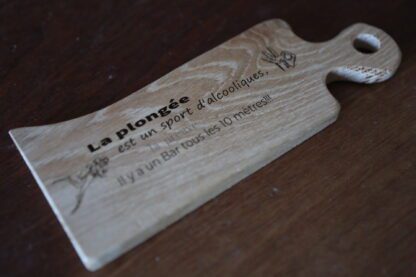 La plongée
est un sport d'alcooliques,
Il y a un Bar tous les 10 mètres!!!